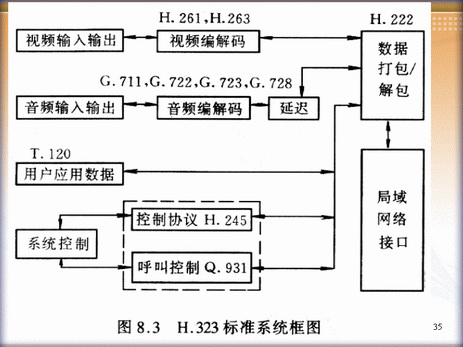 H.261,H.263
H.222
视频输入输出
视频编解码
数据
打包/
解包
G.711,G.722,G.723,G.728
音频输入输出
音频编解码
延迟
T.120
用户应用数据
系统控制
控制协议 H.245
呼叫控制 Q.931
局域
网络
接口
图 8.3 H.323 标准系统框图
35